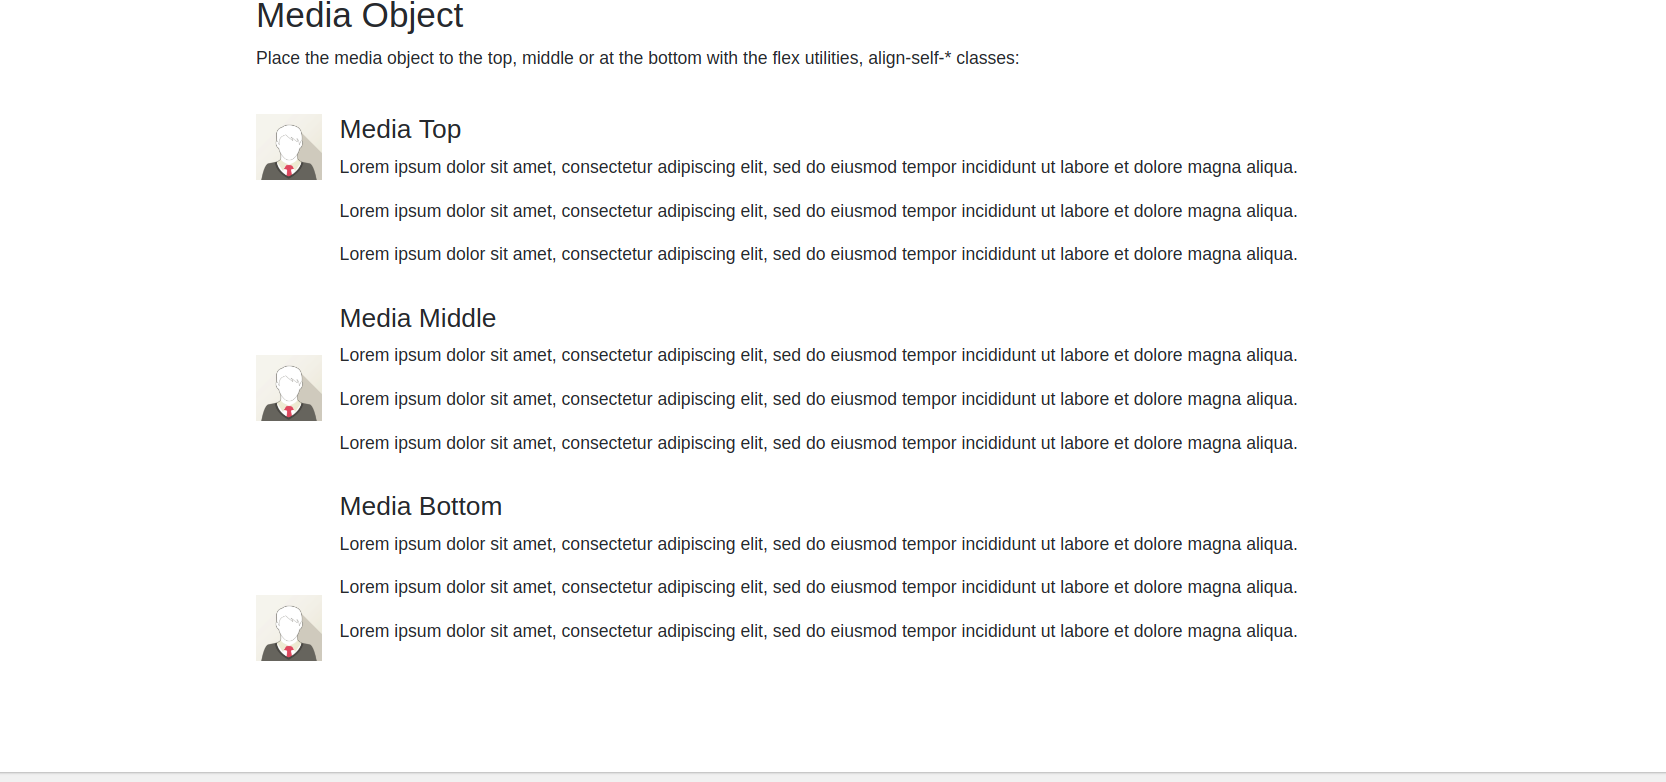 Media Object
Place the media object to the top, middle or at the bottom with the flex utilities, align-self-* classes:
Media Top
Lorem ipsum dolor sit amet, consectetur adipiscing elit, sed do eiusmod tempor incididunt ut labore et dolore magna aliqua.
Lorem ipsum dolor sit amet, consectetur adipiscing elit, sed do eiusmod tempor incididunt ut labore et dolore magna aliqua.
Lorem ipsum dolor sit amet, consectetur adipiscing elit, sed do eiusmod tempor incididunt ut labore et dolore magna aliqua.
Media Middle
Lorem ipsum dolor sit amet, consectetur adipiscing elit, sed do eiusmod tempor incididunt ut labore et dolore magna aliqua.
Lorem ipsum dolor sit amet, consectetur adipiscing elit, sed do eiusmod tempor incididunt ut labore et dolore magna aliqua.
Lorem ipsum dolor sit amet, consectetur adipiscing elit, sed do eiusmod tempor incididunt ut labore et dolore magna aliqua.
Media Bottom
Lorem ipsum dolor sit amet, consectetur adipiscing elit, sed do eiusmod tempor incididunt ut labore et dolore magna aliqua.
Lorem ipsum dolor sit amet, consectetur adipiscing elit, sed do eiusmod tempor incididunt ut labore et dolore magna aliqua.
Lorem ipsum dolor sit amet, consectetur adipiscing elit, sed do eiusmod tempor incididunt ut labore et dolore magna aliqua.